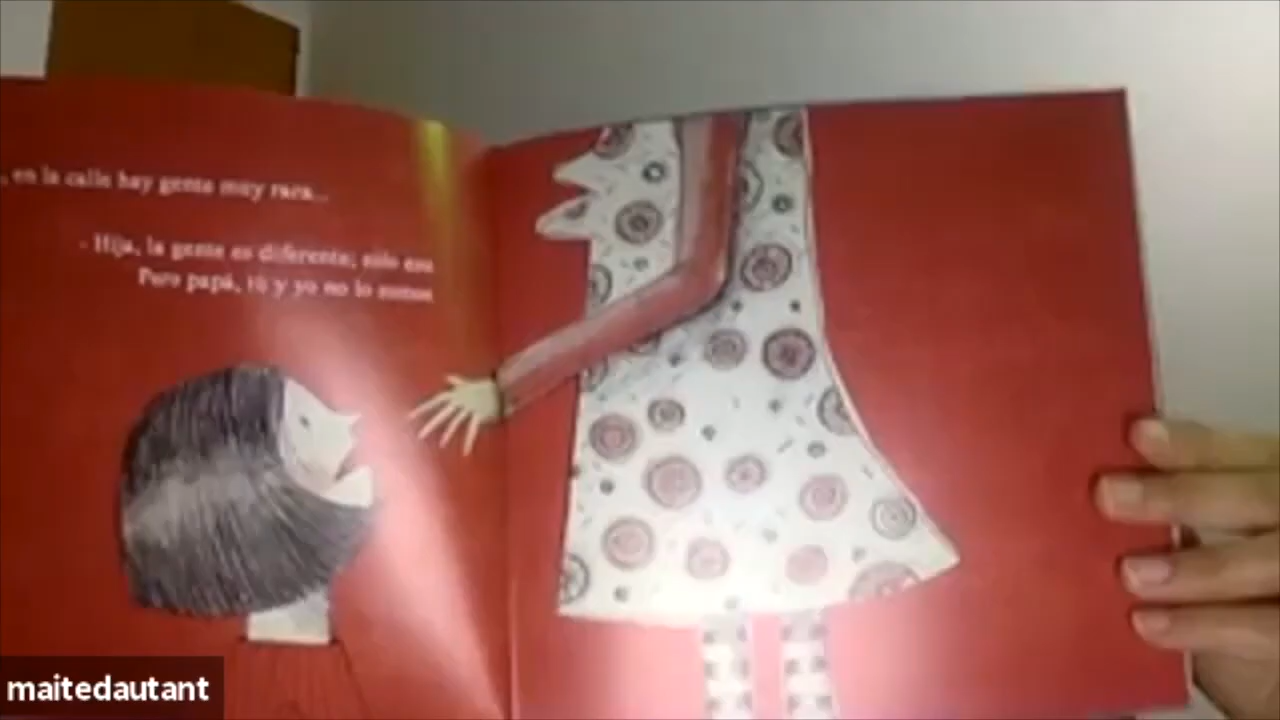 , en la calle hay gente muy rara...
- Hija, la gente es diferente; sólo eso
Pero papá, tú y yo no lo somos
maitedautant